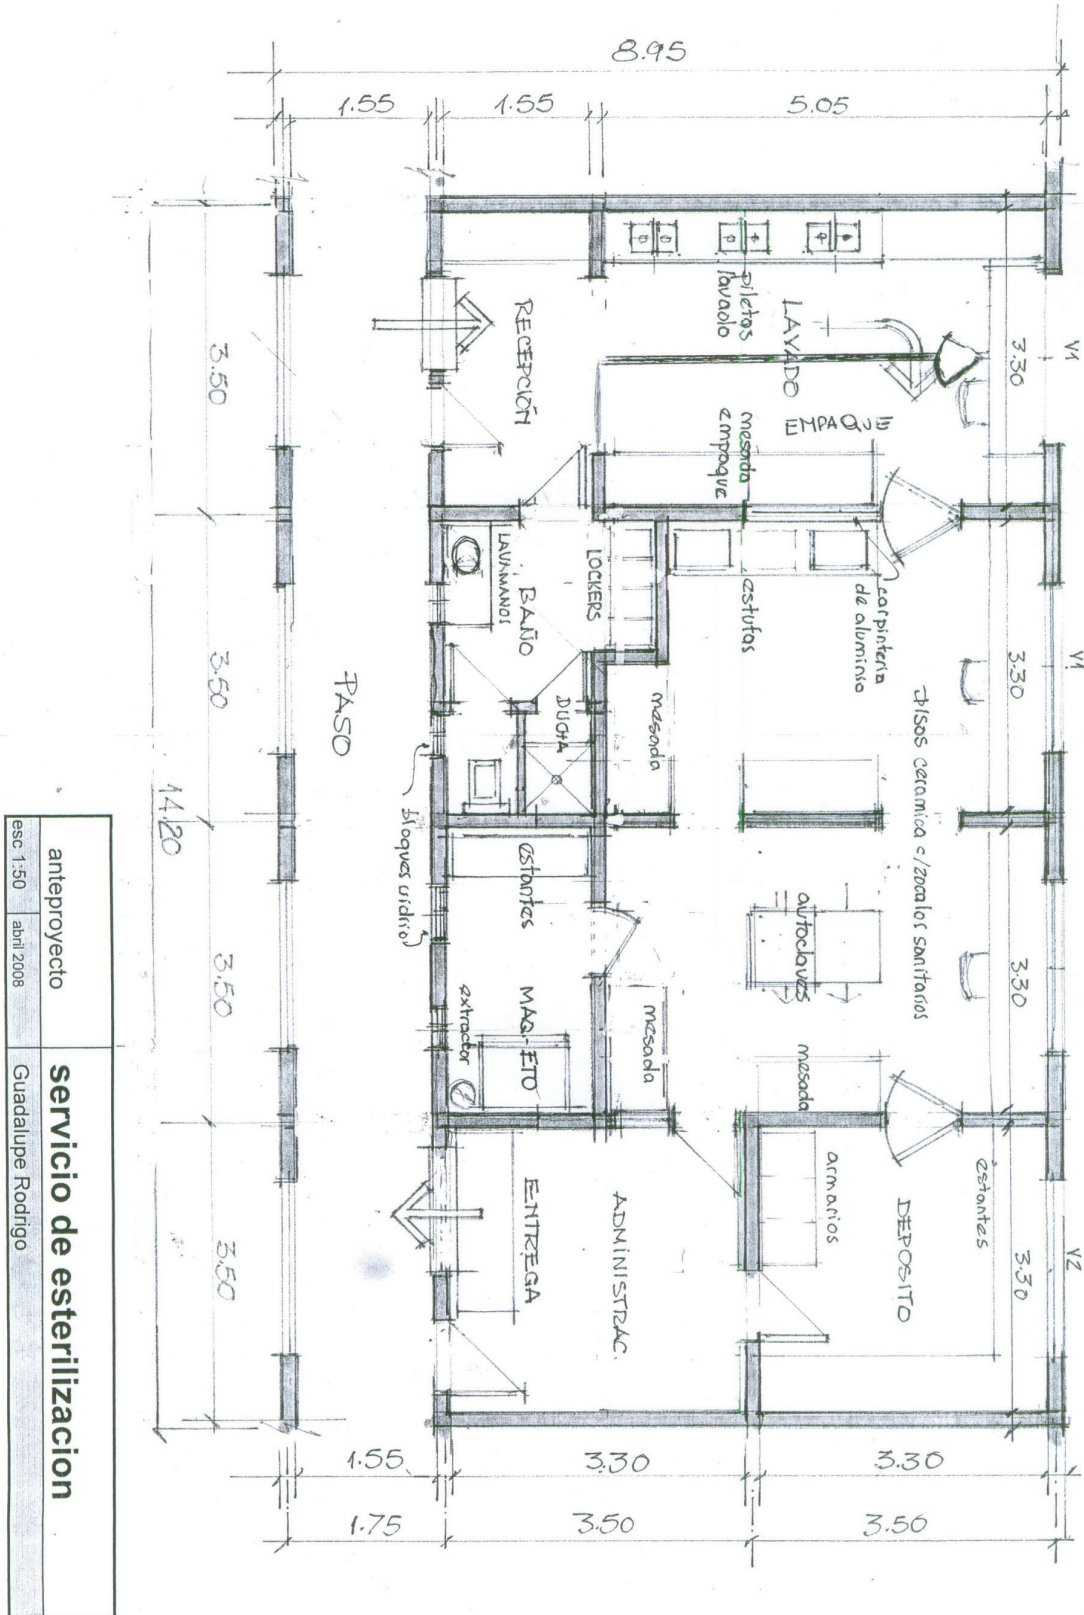 8.95
1.55
1.55
5.05
V1
V1
V2
3.30
3.30
3.30
3.30
piletas
lavado
LAVADO
EMPAQUE
mesada
empaque
RECEPCIÓN
LOCKERS
LAVAMANOS
BAÑO
DUCHA
estufas
carpinteria
de aluminio
pisos ceramica c/zocalos sanitarios
mesada
autoclaves
mesada
mesada
estantes
MAQ-ETO
extractor
bloques vidrio
PASO
estantes
armarios
DEPOSITO
ADMINISTRAC.
ENTREGA
3.50
3.50
3.50
3.50
14.20
1.55
3.30
3.30
1.75
3.50
3.50
anteproyecto
servicio de esterilizacion
esc 1:50
abril 2008
Guadalupe Rodrigo